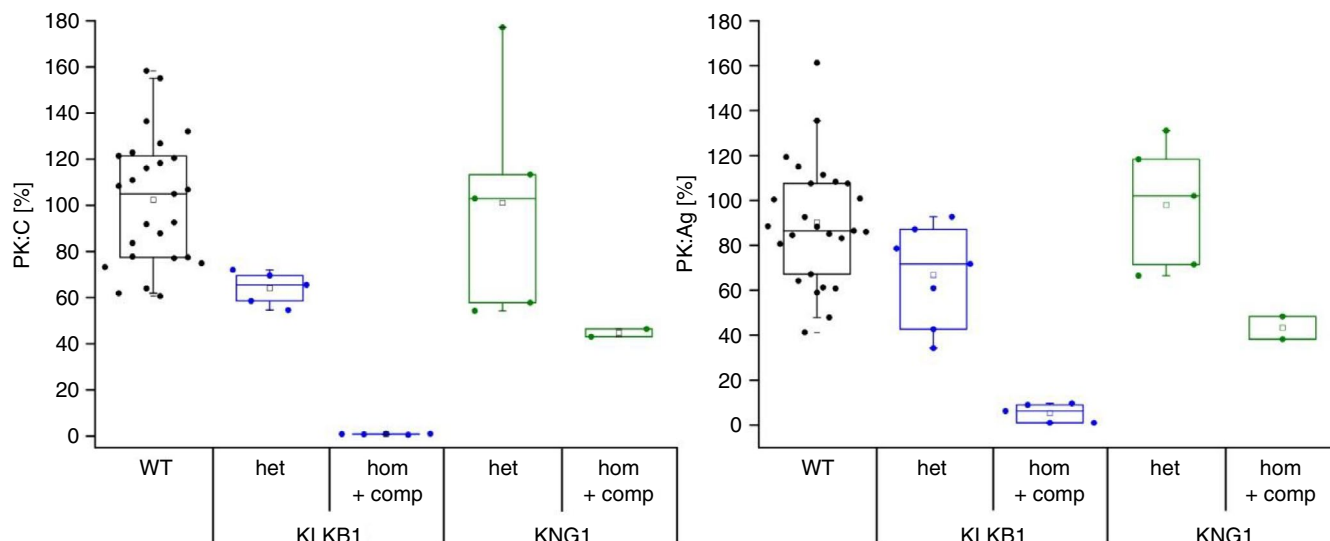 180
160
140
120
100
80
60
40
20
0
PK:C [%]
WT
het
hom
+ comp
het
hom
+ comp
KLKB1
KNG1
180
160
140
120
100
80
60
40
20
0
PK:Ag [%]
WT
het
hom
+ comp
het
hom
+ comp
KLKB1
KNG1